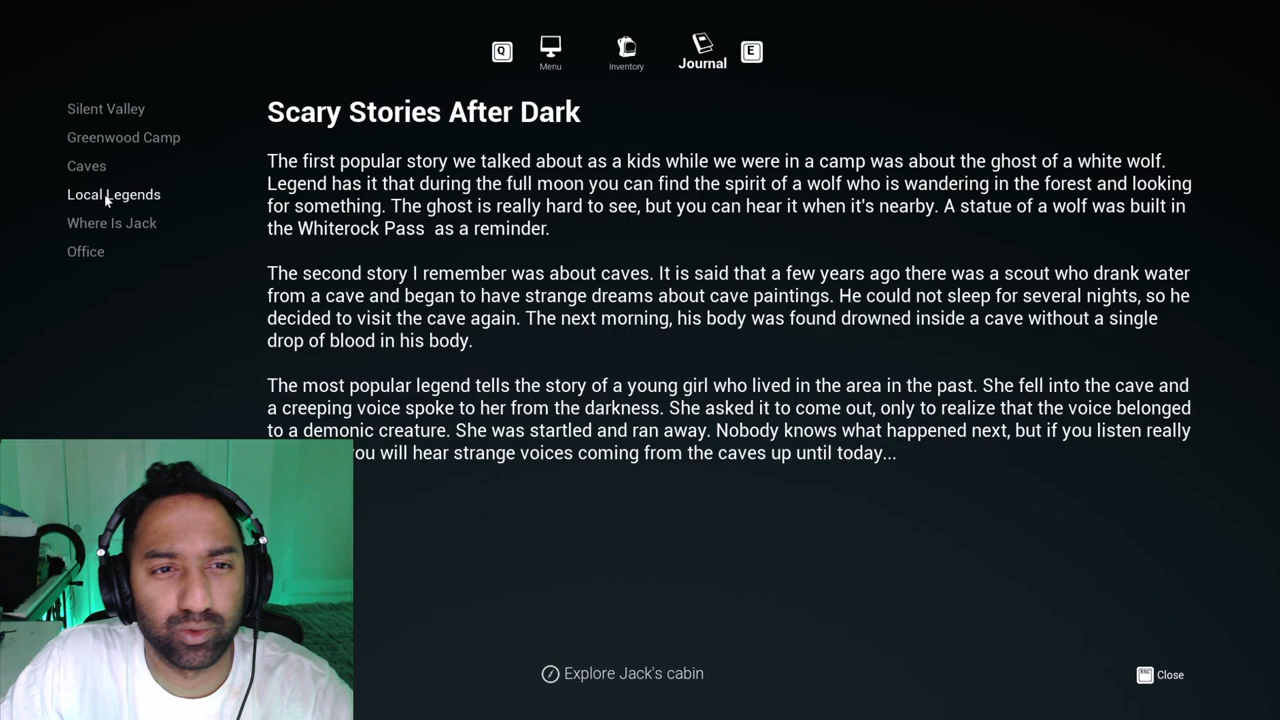 Q
Menu
Inventory
Journal
E
Silent Valley
Greenwood Camp
Caves
Local Legends
Where Is Jack
Office
Scary Stories After Dark
The first popular story we talked about as a kids while we were in a camp was about the ghost of a white wolf.
Legend has it that during the full moon you can find the spirit of a wolf who is wandering in the forest and looking
for something. The ghost is really hard to see, but you can hear it when it's nearby. A statue of a wolf was built in
the Whiterock Pass  as a reminder.
The second story I remember was about caves. It is said that a few years ago there was a scout who drank water
from a cave and began to have strange dreams about cave paintings. He could not sleep for several nights, so he
decided to visit the cave again. The next morning, his body was found drowned inside a cave without a single
drop of blood in his body.
The most popular legend tells the story of a young girl who lived in the area in the past. She fell into the cave and
a creeping voice spoke to her from the darkness. She asked it to come out, only to realize that the voice belonged
to a demonic creature. She was startled and ran away. Nobody knows what happened next, but if you listen really
you will hear strange voices coming from the caves up until today...
Explore Jack's cabin
ESC
Close